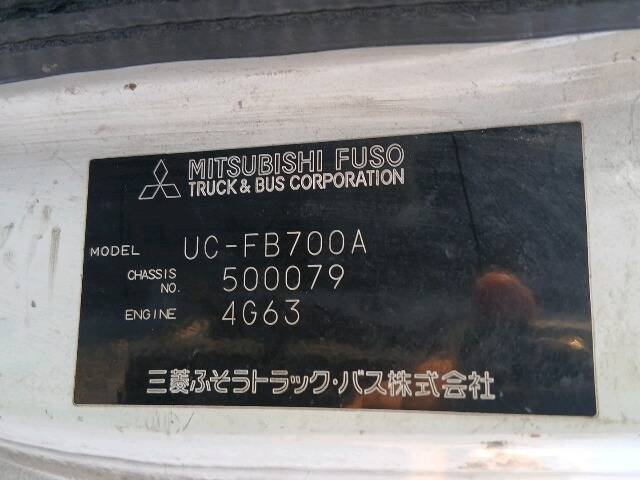 MITSUBISHI FUSO
TRUCK & BUS CORPORATION
MODEL UC-FB700A
CHASSIS NO. 500079
ENGINE 4G63
三菱ふそうトラック・バス株式会社